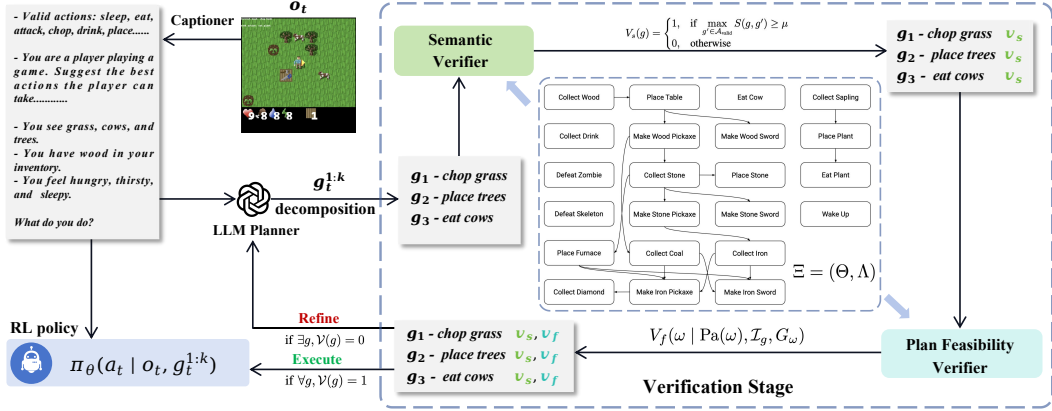 - Valid actions: sleep, eat,
attack, chop, drink, place......
- You are a player playing a
game. Suggest the best
actions the player can
take............
- You see grass, cows, and
trees.
- You have wood in your
inventory.
- You feel hungry, thirsty,
and sleepy.
What do you do?
Captioner
o_t
9 8 8 8 1
LLM Planner
g_t^{1:k}
decomposition
g_1 - chop grass
g_2 - place trees
g_3 - eat cows
Semantic
Verifier
V_s(g) = { 1, if max_{g'∈A_valid} S(g, g') ≥ μ
0, otherwise
g_1 - chop grass v_s
g_2 - place trees v_s
g_3 - eat cows v_s
Collect Wood
Place Table
Eat Cow
Collect Sapling
Collect Drink
Make Wood Pickaxe
Make Wood Sword
Place Plant
Defeat Zombie
Collect Stone
Place Stone
Eat Plant
Defeat Skeleton
Make Stone Pickaxe
Make Stone Sword
Wake Up
Place Furnace
Collect Coal
Collect Iron
Collect Diamond
Make Iron Pickaxe
Make Iron Sword
Ξ = (Θ, Λ)
Plan Feasibility
Verifier
V_f(ω | Pa(ω), I_g, G_ω)
g_1 - chop grass v_s, v_f
g_2 - place trees v_s, v_f
g_3 - eat cows v_s, v_f
Verification Stage
Refine
if ∃g, V(g) = 0
Execute
if ∀g, V(g) = 1
RL policy
π_θ(a_t | o_t, g_t^{1:k})